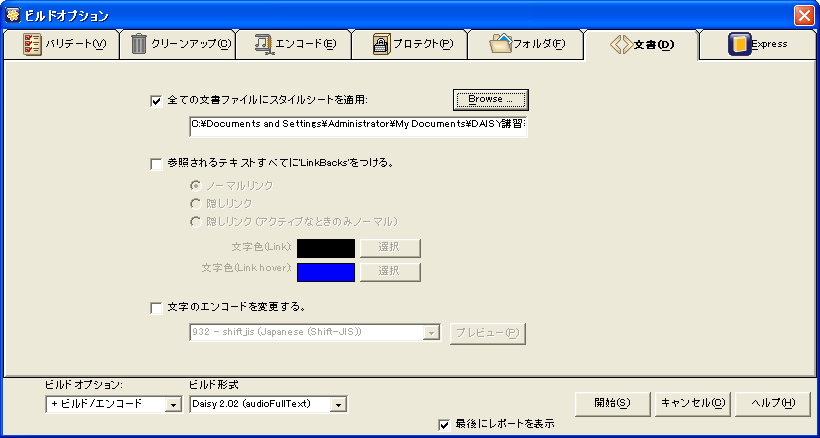 ビルドオプション
バリデート(V)
クリーンアップ(C)
エンコード(E)
プロテクト(P)
フォルダ(F)
文書(D)
Express
全ての文書ファイルにスタイルシートを適用:
Browse ...
C:¥Documents and Settings¥Administrator¥My Documents¥DAISY講習
参照されるテキストすべてに'LinkBacks'をつける。
ノーマルリンク
隠しリンク
隠しリンク(アクティブなときのみノーマル)
文字色(Link):
選択
文字色(Link hover):
選択
文字のエンコードを変更する。
932 - shift_jis (Japanese (Shift-JIS))
プレビュー(P)
ビルドオプション:
ビルド形式
+ ビルド/エンコード
Daisy 2.02 (audioFullText)
開始(S)
キャンセル(C)
ヘルプ(H)
最後にレポートを表示